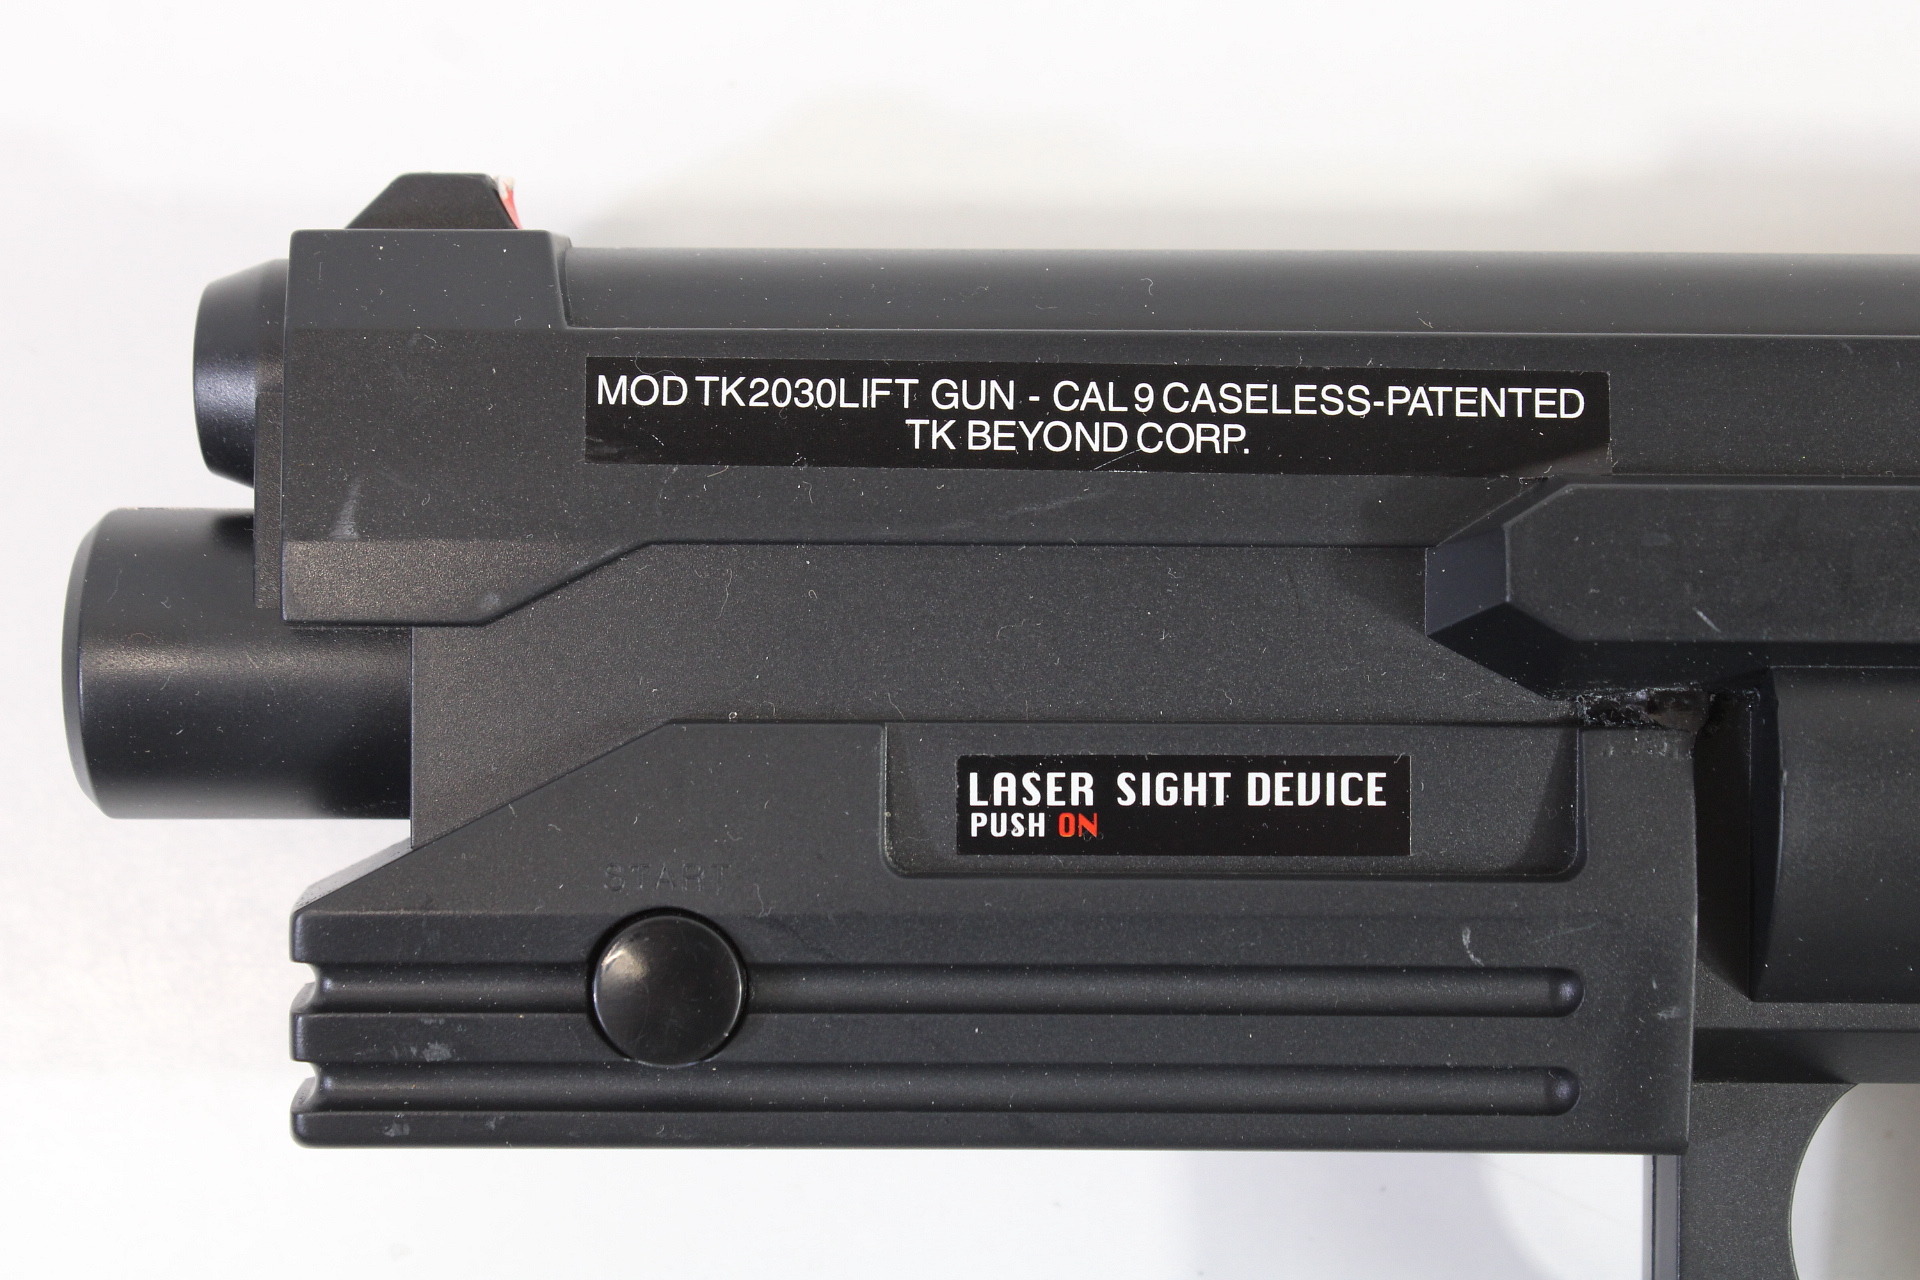 MOD TK2030LIFT GUN - CAL 9 CASELESS-PATENTED
TK BEYOND CORP.
LASER SIGHT DEVICE
PUSH ON
START